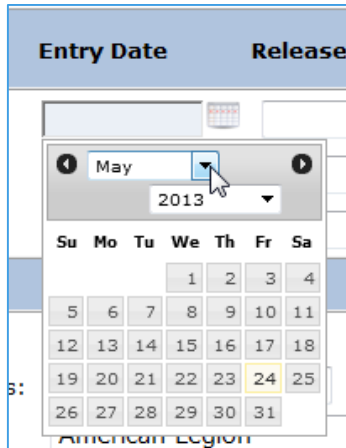 Entry Date Release
May
2013
Su Mo Tu We Th Fr Sa
1 2 3 4
5 6 7 8 9 10 11
12 13 14 15 16 17 18
19 20 21 22 23 24 25
s:
26 27 28 29 30 31
American Legion